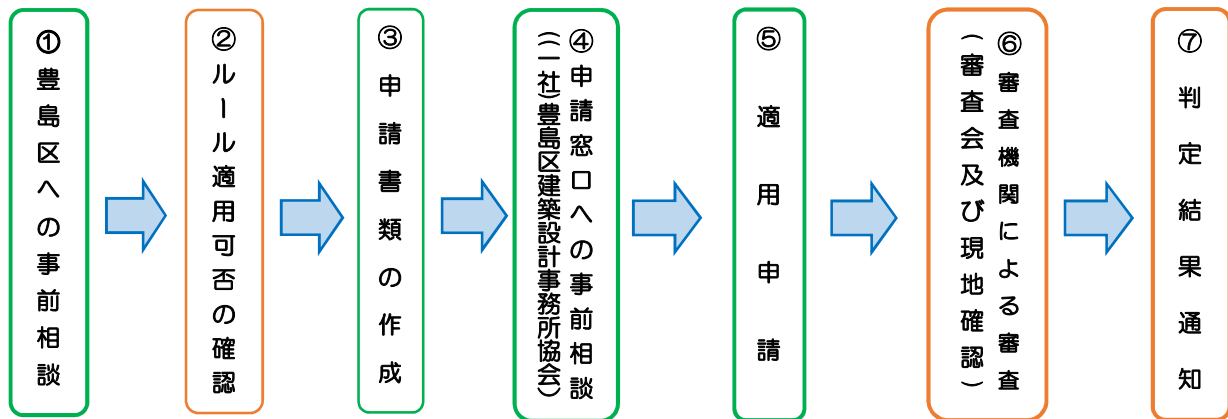 ①豊島区への事前相談
②ルール適用可否の確認
③申請書類の作成
④申請窓口への事前相談
((一社)豊島区建築設計事務所協会)
⑤適用申請
⑥審査機関による審査
(審査会及び現地確認)
⑦判定結果通知